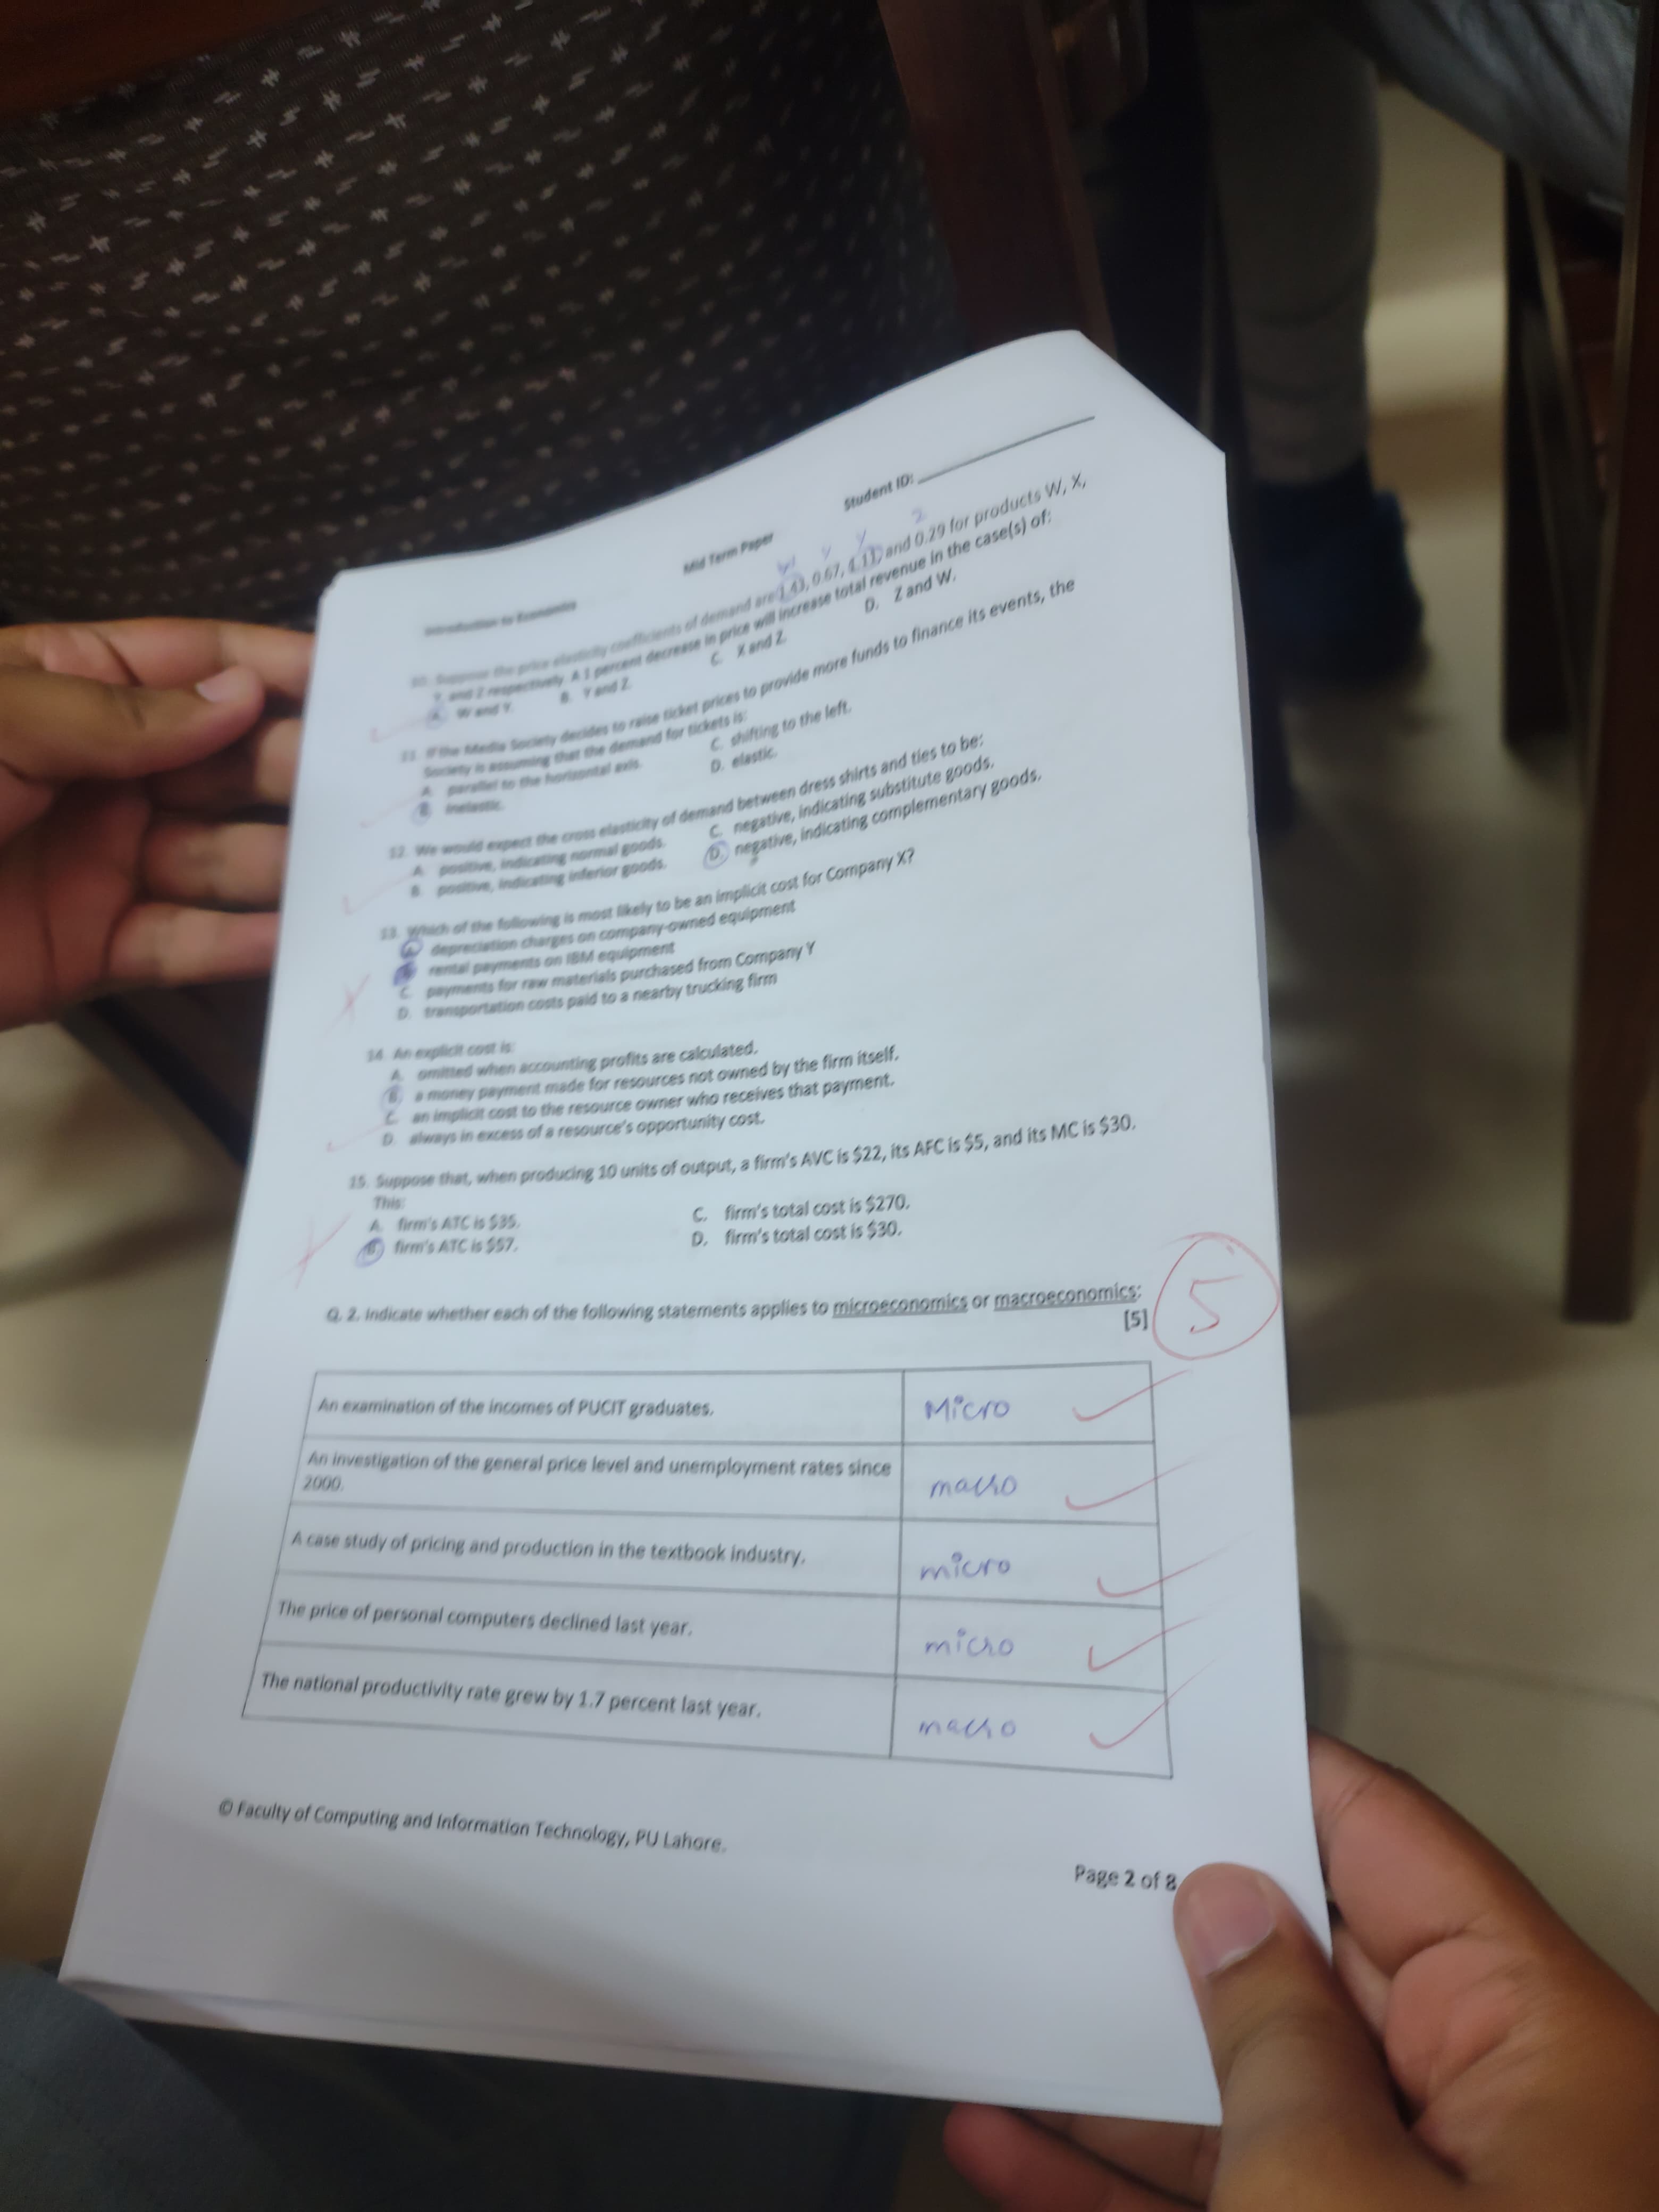 Introduction to Economics
Mid Term Paper
Student ID:
W X Y Z
10. Suppose the price elasticity coefficients of demand are 1.43, 0.67, 1.11, and 0.29 for products W, X,
Y, and Z respectively. A 1 percent decrease in price will increase total revenue in the case(s) of:
A. W and Y. B. Y and Z. C. X and Z. D. Z and W.
11. If the Media Society decides to raise ticket prices to provide more funds to finance its events, the
Society is assuming that the demand for tickets is:
A. parallel to the horizontal axis. C. shifting to the left.
B. inelastic. D. elastic.
12. We would expect the cross elasticity of demand between dress shirts and ties to be:
A. positive, indicating normal goods. C. negative, indicating substitute goods.
B. positive, indicating inferior goods. D. negative, indicating complementary goods.
13. Which of the following is most likely to be an implicit cost for Company X?
A. depreciation charges on company-owned equipment
B. rental payments on IBM equipment
C. payments for raw materials purchased from Company Y
D. transportation costs paid to a nearby trucking firm
14. An explicit cost is:
A. omitted when accounting profits are calculated.
B. a money payment made for resources not owned by the firm itself.
C. an implicit cost to the resource owner who receives that payment.
D. always in excess of a resource's opportunity cost.
15. Suppose that, when producing 10 units of output, a firm's AVC is $22, its AFC is $5, and its MC is $30.
This:
A. firm's ATC is $35. C. firm's total cost is $270.
B. firm's ATC is $57. D. firm's total cost is $30.
Q. 2. Indicate whether each of the following statements applies to microeconomics or macroeconomics:
[5] 5
An examination of the incomes of PUCIT graduates. Micro
An investigation of the general price level and unemployment rates since
2000. macro
A case study of pricing and production in the textbook industry. micro
The price of personal computers declined last year. micro
The national productivity rate grew by 1.7 percent last year. macro
© Faculty of Computing and Information Technology, PU Lahore.
Page 2 of 8